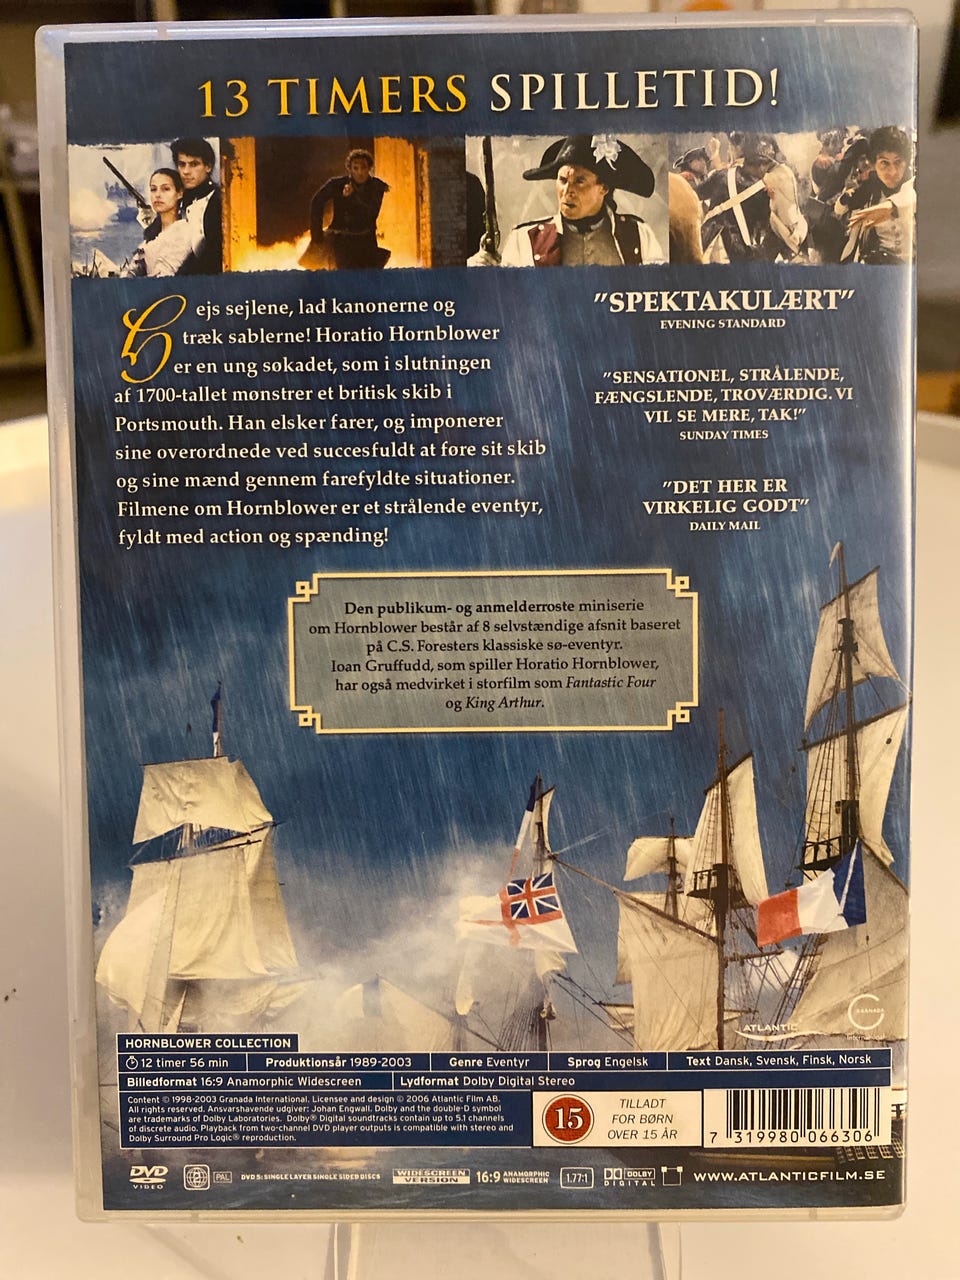 13 TIMERS SPILLETID!
Hejs sejlene, lad kanonerne og
træk sablerne! Horatio Hornblower
er en ung søkadet, som i slutningen
af 1700-tallet mønstrer et britisk skib i
Portsmouth. Han elsker farer, og imponerer
sine overordnede ved succesfuldt at føre sit skib
og sine mænd gennem farefyldte situationer.
Filmene om Hornblower er et strålende eventyr,
fyldt med action og spænding!
”SPEKTAKULÆRT”
EVENING STANDARD
”SENSATIONEL, STRÅLENDE,
FÆNGSLENDE, TROVÆRDIG. VI
VIL SE MERE, TAK!”
SUNDAY TIMES
”DET HER ER
VIRKELIG GODT”
DAILY MAIL
Den publikum- og anmelderroste miniserie
om Hornblower består af 8 selvstændige afsnit baseret
på C.S. Foresters klassiske sø-eventyr.
Ioan Gruffudd, som spiller Horatio Hornblower,
har også medvirket i storfilm som Fantastic Four
og King Arthur.
ATLANTIC
GRANADA
International
HORNBLOWER COLLECTION
12 timer 56 min Produktionsår 1989-2003 Genre Eventyr Sprog Engelsk Text Dansk, Svensk, Finsk, Norsk
Billedformat 16:9 Anamorphic Widescreen Lydformat Dolby Digital Stereo
Content © 1998-2003 Granada International. Licensee and design © 2006 Atlantic Film AB.
All rights reserved. Ansvarshavende udgiver: Johan Engwall. Dolby and the double-D symbol
are trademarks of Dolby Laboratories. Dolby® Digital soundtracks contain up to 5.1 channels
of discrete audio. Playback from two-channel DVD player outputs is compatible with stereo and
Dolby Surround Pro Logic® reproduction.
15
TILLADT
FOR BØRN
OVER 15 ÅR
7 319980 066306
DVD
VIDEO
2
PAL
DVD 5: SINGLE LAYER SINGLE SIDED DISCS
WIDESCREEN
VERSION
16:9 ANAMORPHIC
WIDESCREEN
1.77:1
DOLBY
DIGITAL
WWW.ATLANTICFILM.SE